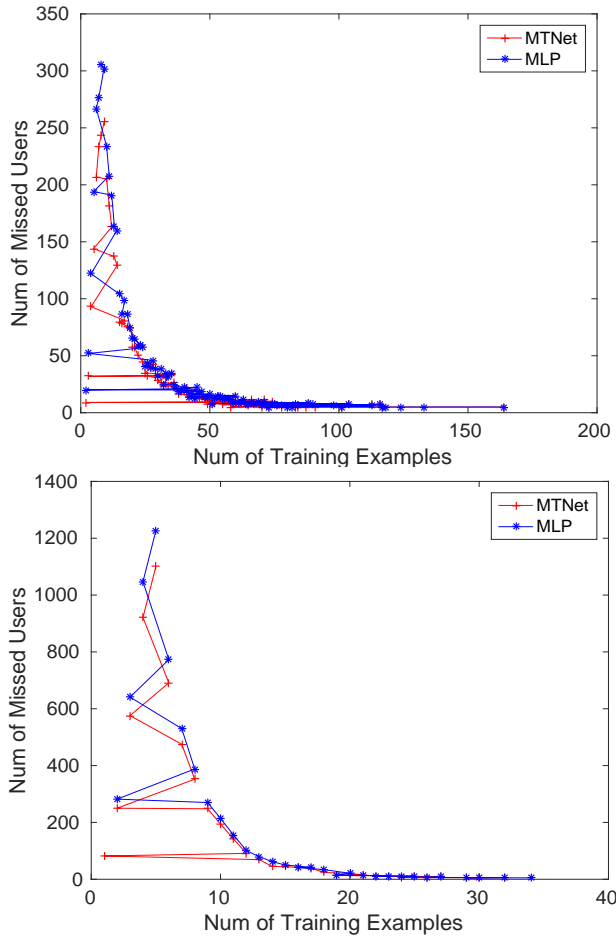 350
300
250
200
150
100
50
0
0 50 100 150 200
Num of Missed Users
Num of Training Examples
MTNet
MLP
1400
1200
1000
800
600
400
200
0
0 10 20 30 40
Num of Missed Users
Num of Training Examples
MTNet
MLP